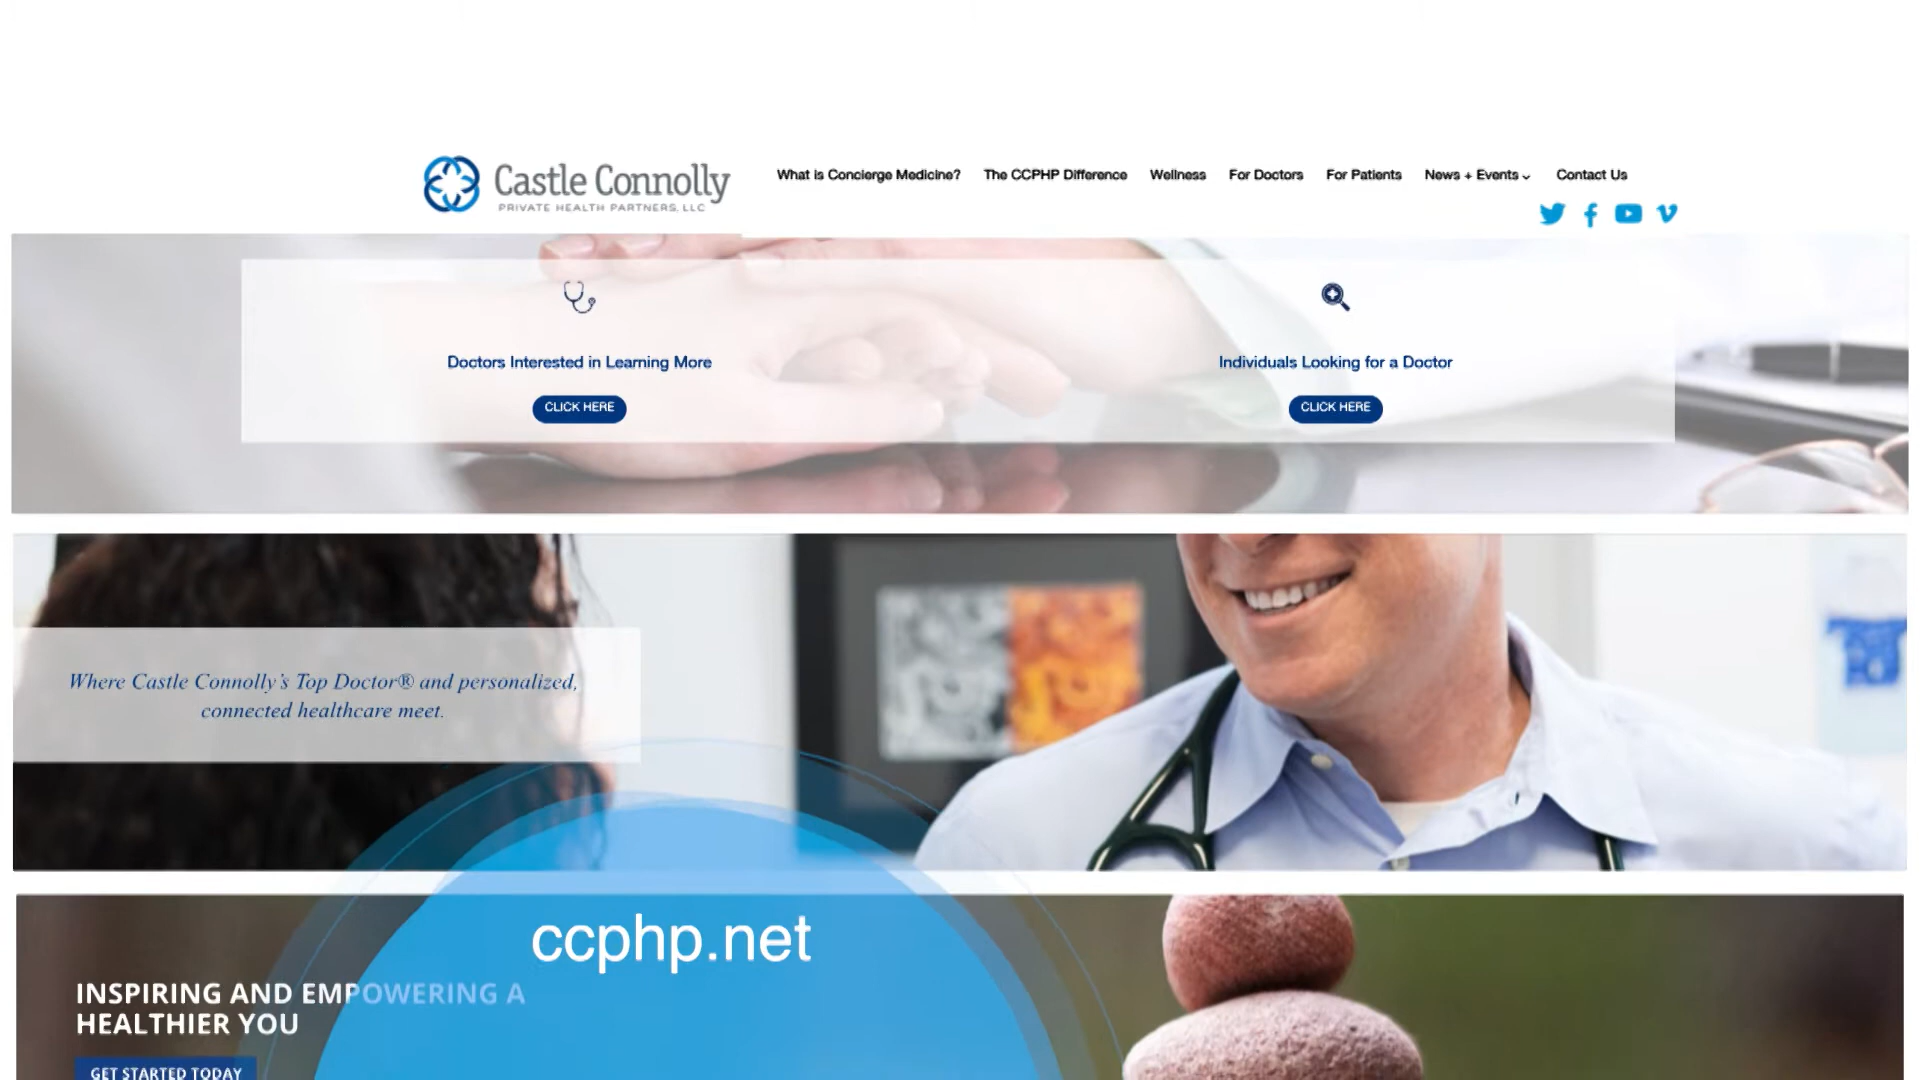 Castle Connolly
PRIVATE HEALTH PARTNERS, LLC
What is Concierge Medicine? The CCPHP Difference Wellness For Doctors For Patients News + Events Contact Us
Doctors Interested in Learning More
CLICK HERE
Individuals Looking for a Doctor
CLICK HERE
Where Castle Connolly's Top Doctor® and personalized,
connected healthcare meet.
ccphp.net
INSPIRING AND EMPOWERING A
HEALTHIER YOU
GET STARTED TODAY